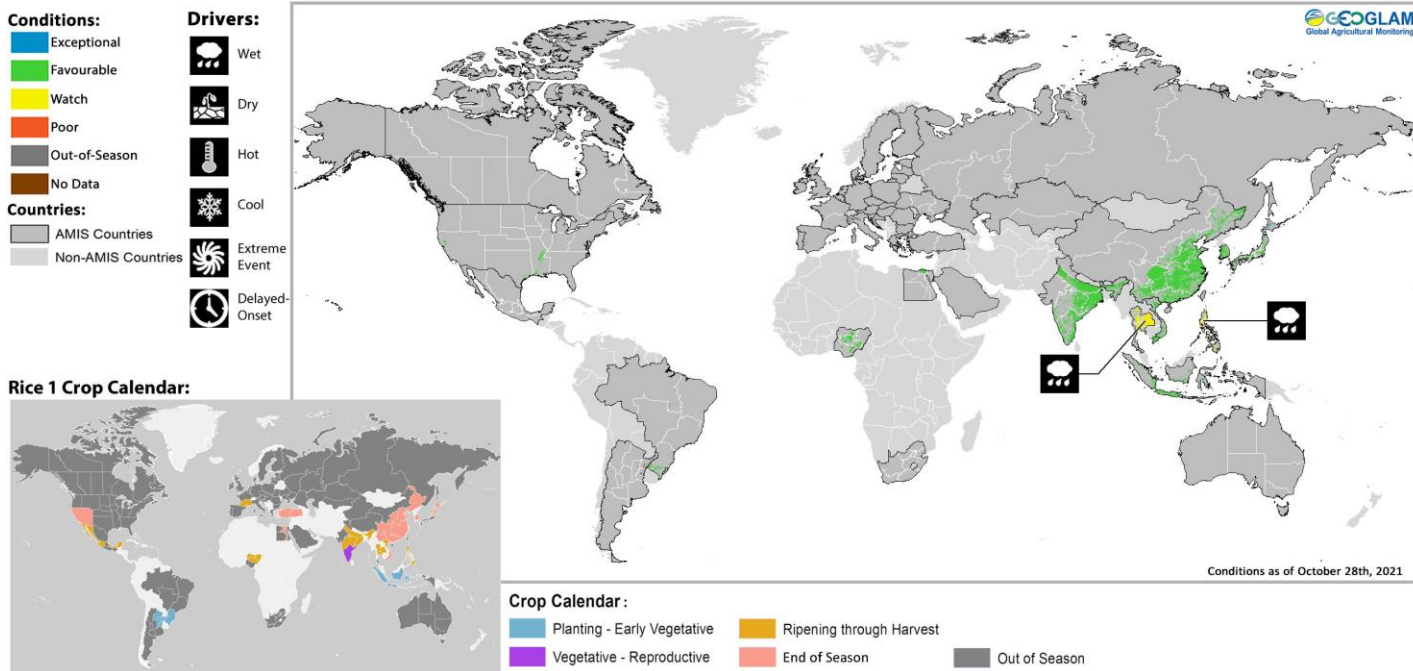 Conditions:
Exceptional
Favourable
Watch
Poor
Out-of-Season
No Data
Countries:
AMIS Countries
Non-AMIS Countries
Drivers:
Wet
Dry
Hot
Cool
Extreme
Event
Delayed-
Onset
GEOGLAM
Global Agricultural Monitoring
Rice 1 Crop Calendar:
Conditions as of October 28th, 2021
Crop Calendar :
Planting - Early Vegetative
Ripening through Harvest
Vegetative - Reproductive
End of Season
Out of Season